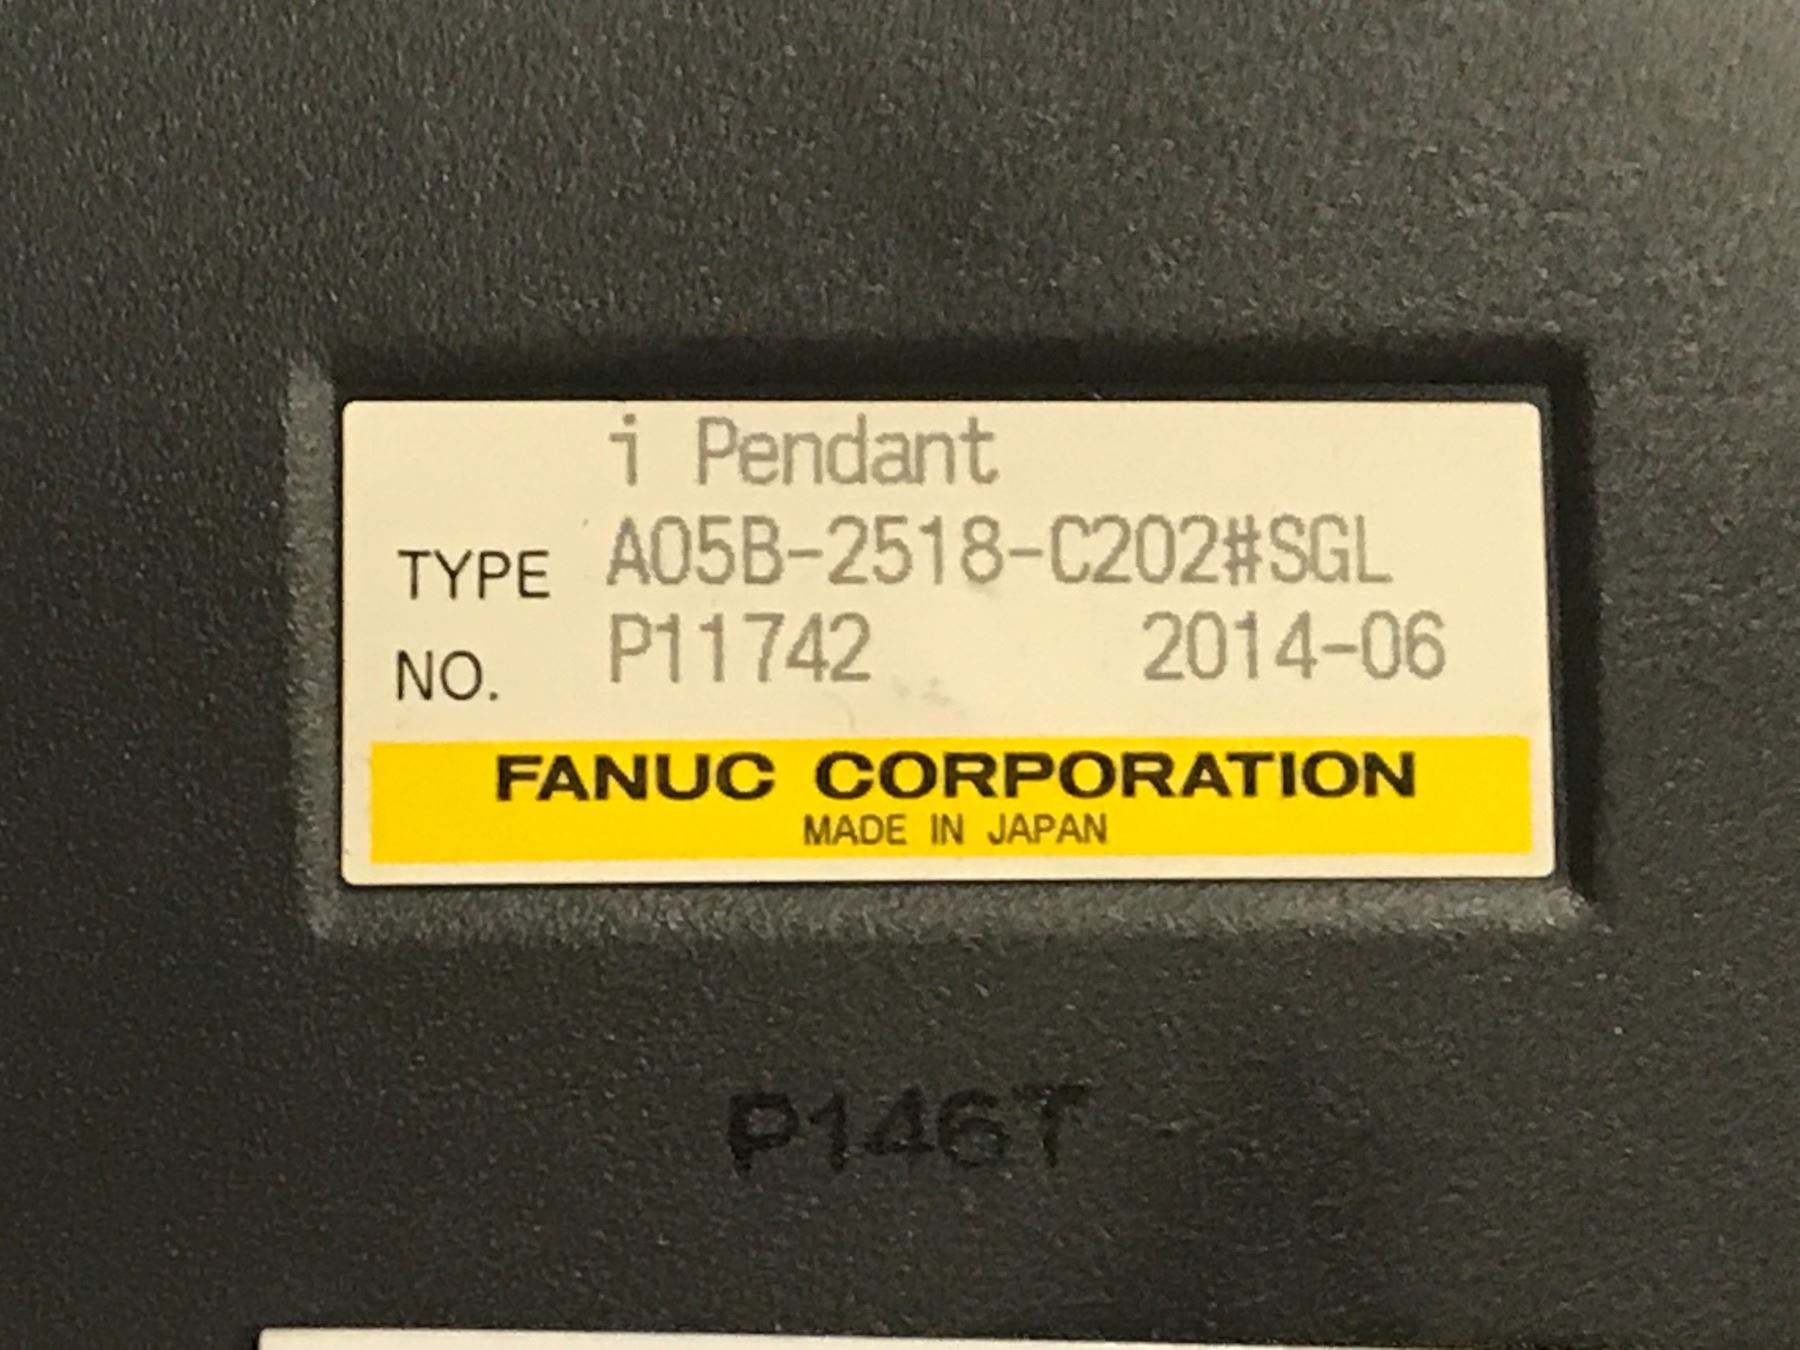 i Pendant
TYPE A05B-2518-C202#SGL
NO. P11742 2014-06
FANUC CORPORATION
MADE IN JAPAN
P146T